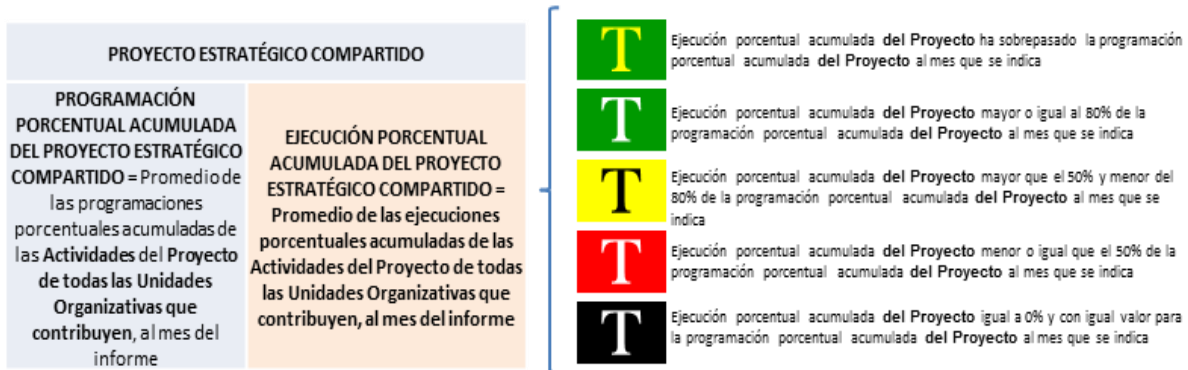 PROYECTO ESTRATÉGICO COMPARTIDO
PROGRAMACIÓN
PORCENTUAL ACUMULADA
DEL PROYECTO ESTRATÉGICO
COMPARTIDO = Promedio de
las programaciones
porcentuales acumuladas de
las Actividades del Proyecto
de todas las Unidades
Organizativas que
contribuyen, al mes del
informe
EJECUCIÓN PORCENTUAL
ACUMULADA DEL PROYECTO
ESTRATÉGICO COMPARTIDO =
Promedio de las ejecuciones
porcentuales acumuladas de las
Actividades del Proyecto de todas
las Unidades Organizativas que
contribuyen, al mes del informe
T
Ejecución porcentual acumulada del Proyecto ha sobrepasado la programación
porcentual acumulada del Proyecto al mes que se indica
T
Ejecución porcentual acumulada del Proyecto mayor o igual al 80% de la
programación porcentual acumulada del Proyecto al mes que se indica
T
Ejecución porcentual acumulada del Proyecto mayor que el 50% y menor del
80% de la programación porcentual acumulada del Proyecto al mes que se
indica
T
Ejecución porcentual acumulada del Proyecto menor o igual que el 50% de la
programación porcentual acumulada del Proyecto al mes que se indica
T
Ejecución porcentual acumulada del Proyecto igual a 0% y con igual valor para
la programación porcentual acumulada del Proyecto al mes que se indica